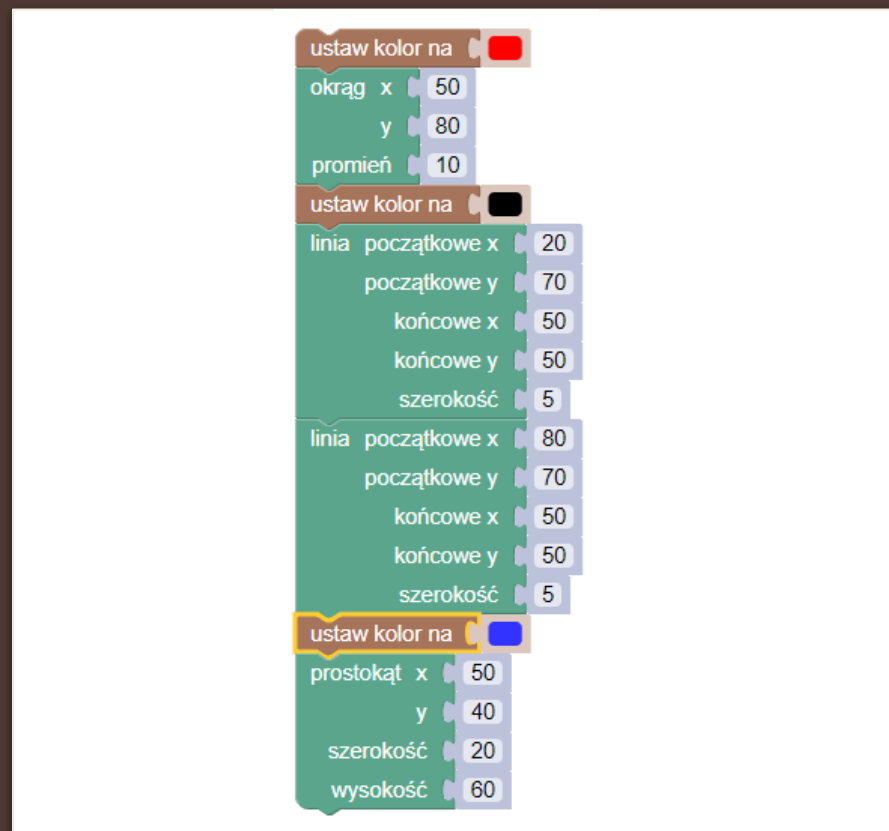 ustaw kolor na
okrąg x 50
y 80
promień 10
ustaw kolor na
linia początkowe x 20
początkowe y 70
końcowe x 50
końcowe y 50
szerokość 5
linia początkowe x 80
początkowe y 70
końcowe x 50
końcowe y 50
szerokość 5
ustaw kolor na
prostokąt x 50
y 40
szerokość 20
wysokość 60